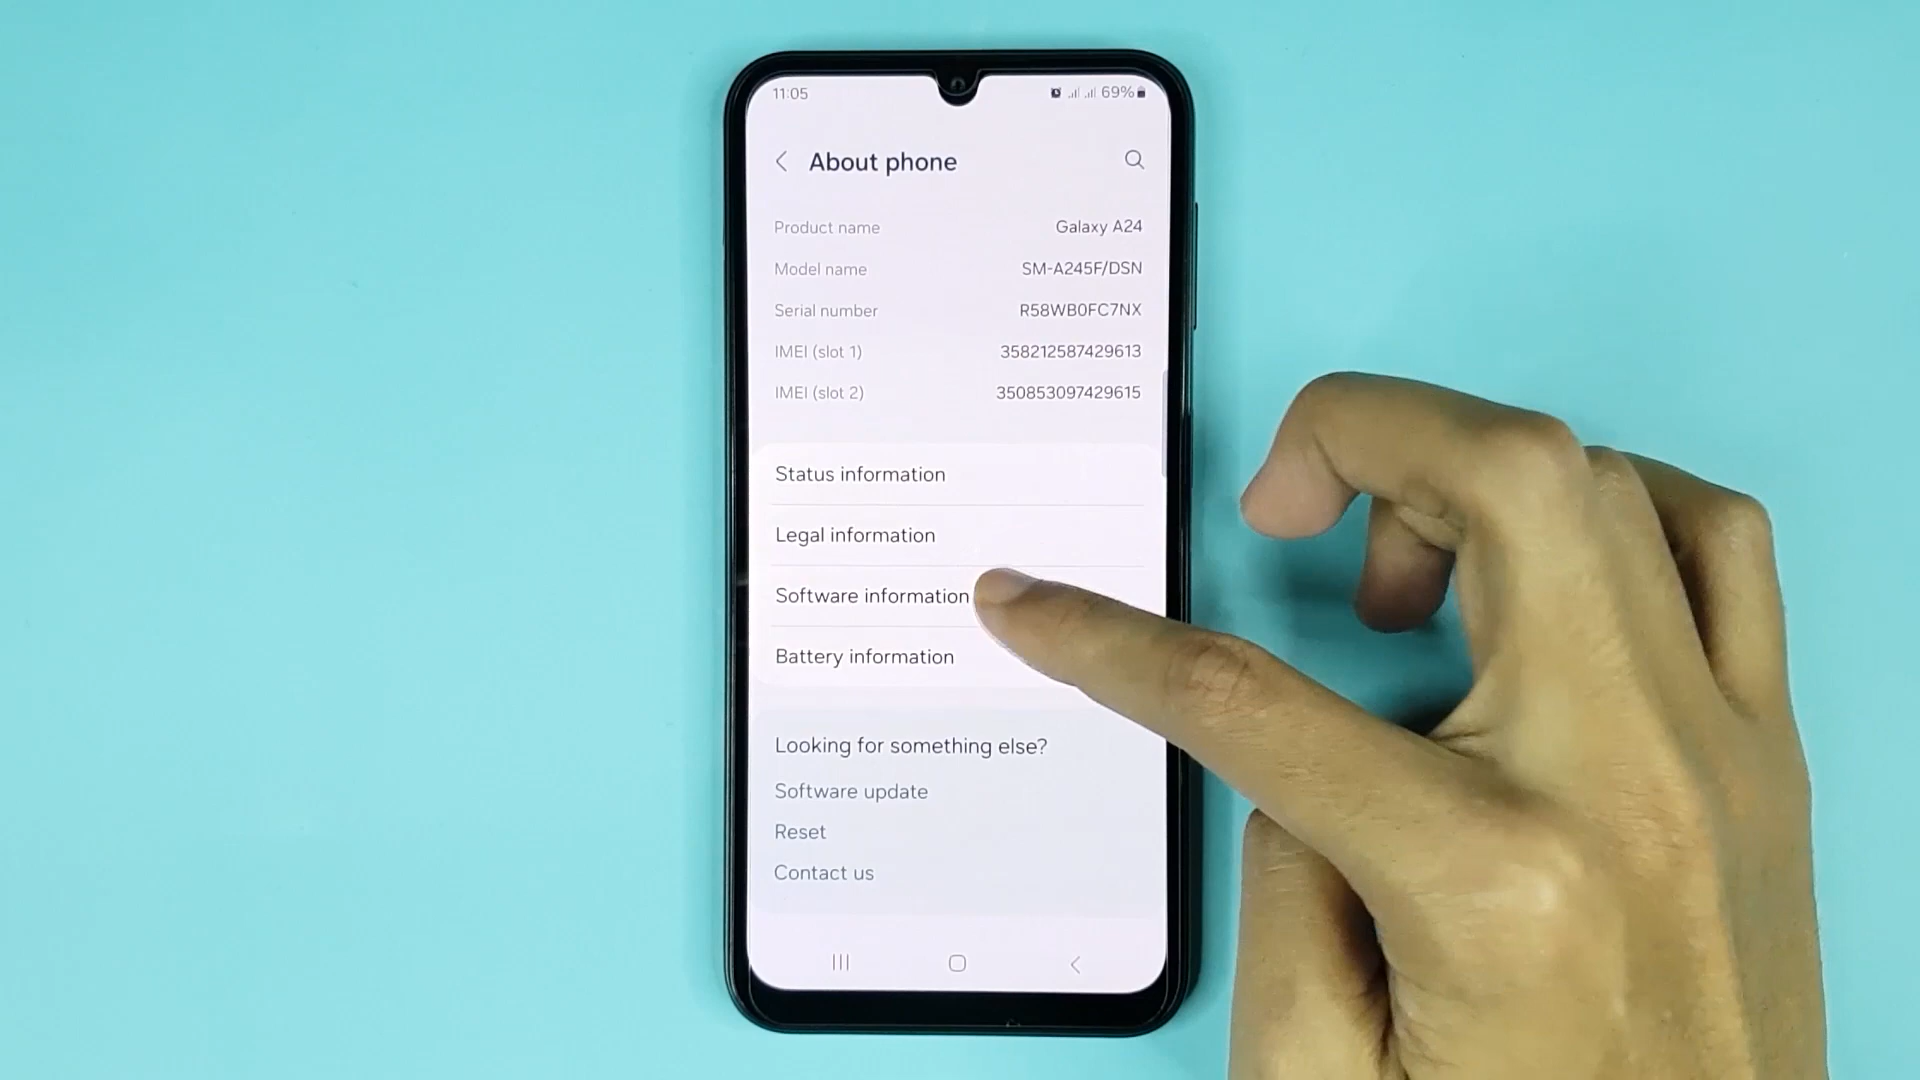 11:05
69%
About phone
Product name Galaxy A24
Model name SM-A245F/DSN
Serial number R58WB0FC7NX
IMEI (slot 1) 358212587429613
IMEI (slot 2) 350853097429615
Status information
Legal information
Software information
Battery information
Looking for something else?
Software update
Reset
Contact us